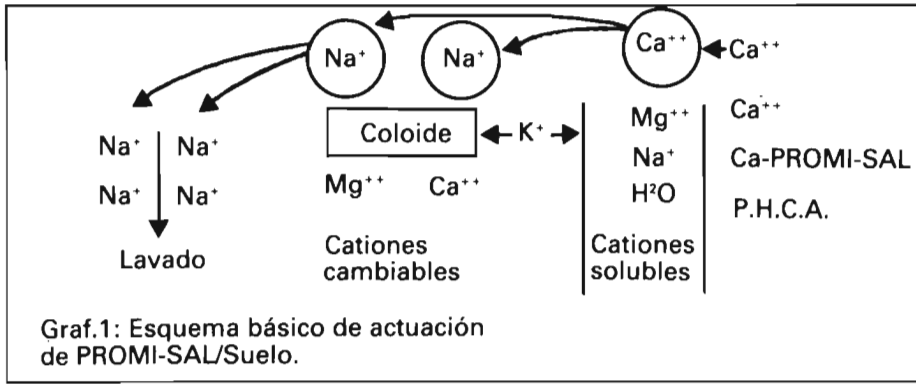 Na⁺ Na⁺ Ca⁺⁺ Ca⁺⁺
Coloide K⁺ Mg⁺⁺ Ca⁺⁺
Na⁺ Na⁺ Na⁺ Ca-PROMI-SAL
Na⁺ Na⁺ Mg⁺⁺ Ca⁺⁺ H²O P.H.C.A.
Lavado
Cationes
cambiables
Cationes
solubles
Graf.1: Esquema básico de actuación
de PROMI-SAL/Suelo.